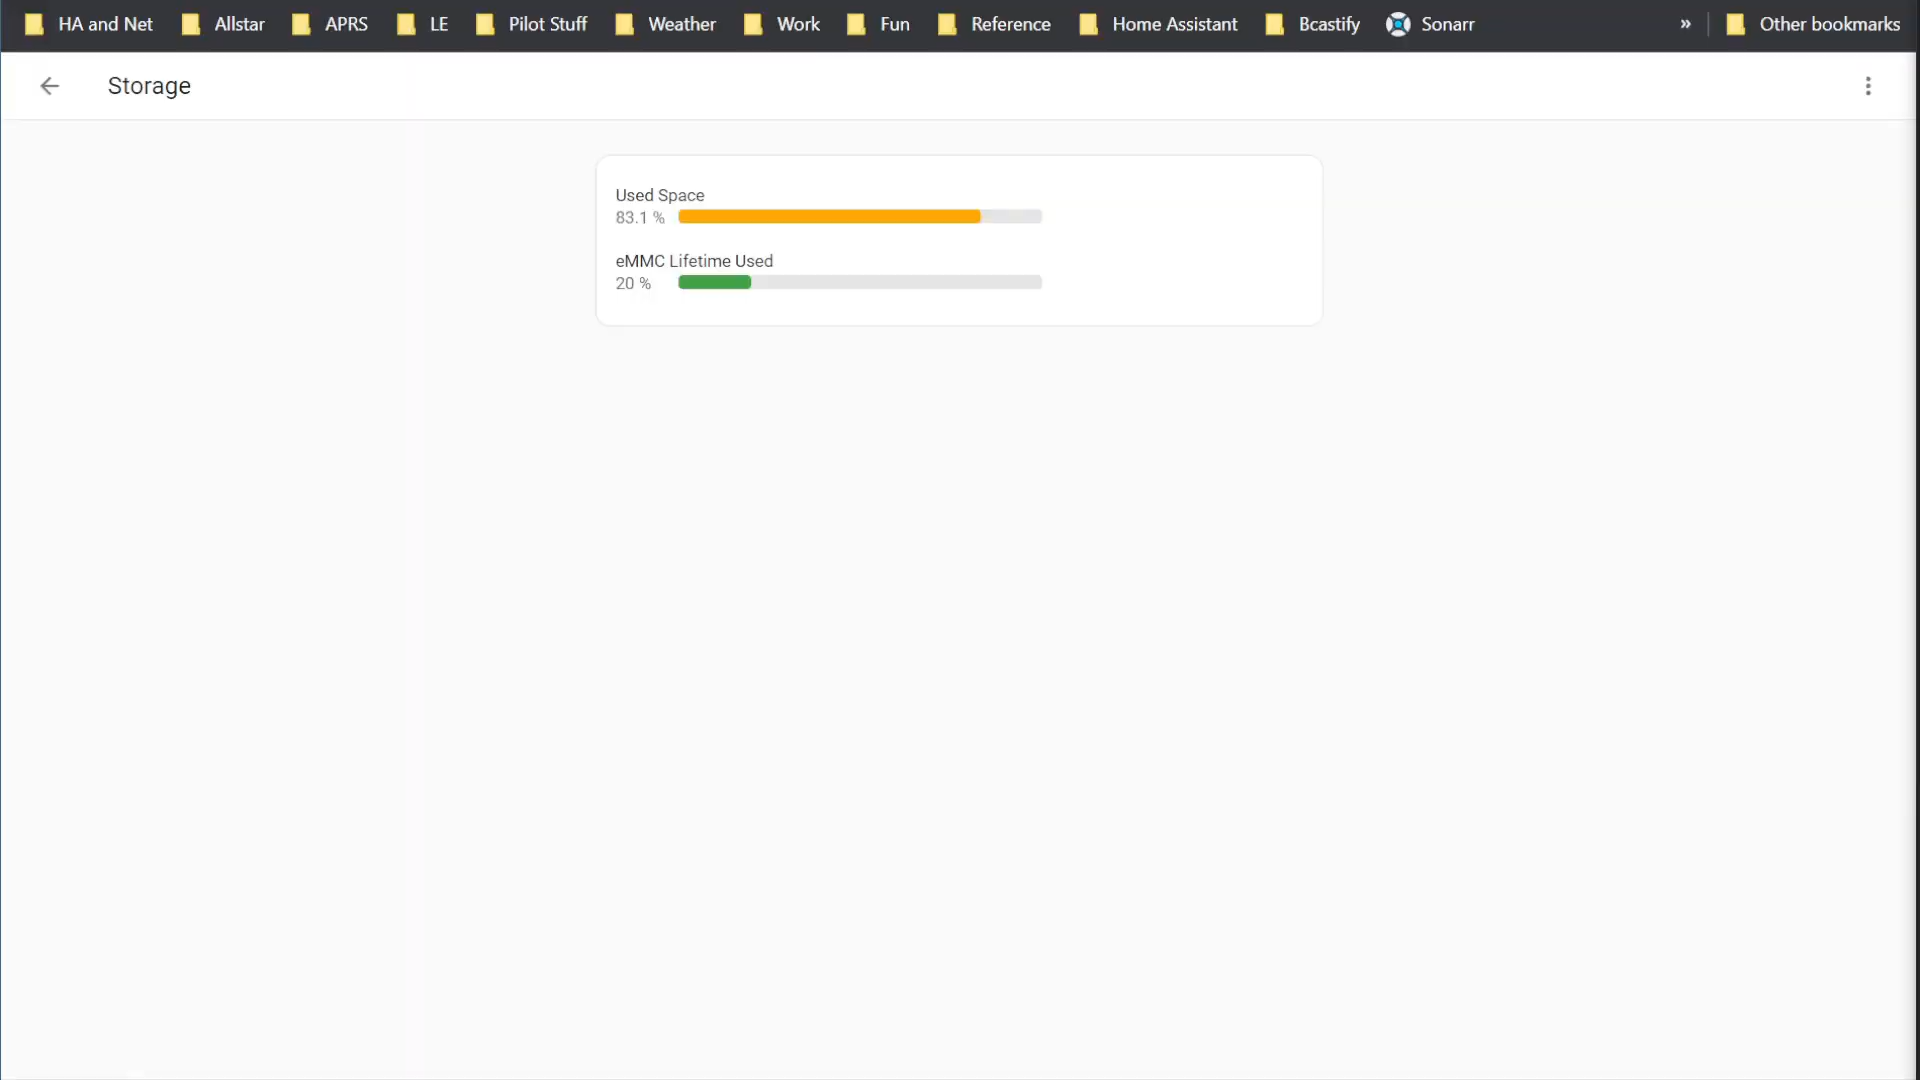 HA and Net Allstar APRS LE Pilot Stuff Weather Work Fun Reference Home Assistant Bcastify Sonarr » Other bookmarks
Storage
Used Space
83.1 %
eMMC Lifetime Used
20 %